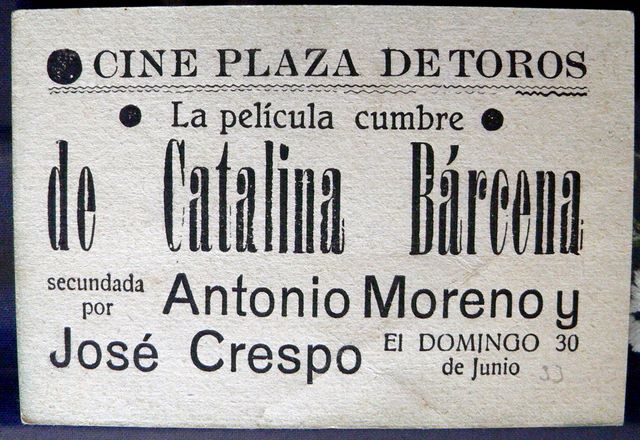 CINE PLAZA DE TOROS
La película cumbre
de Catalina Bárcena
secundada
por
Antonio Moreno y
José Crespo
El DOMINGO 30
de Junio